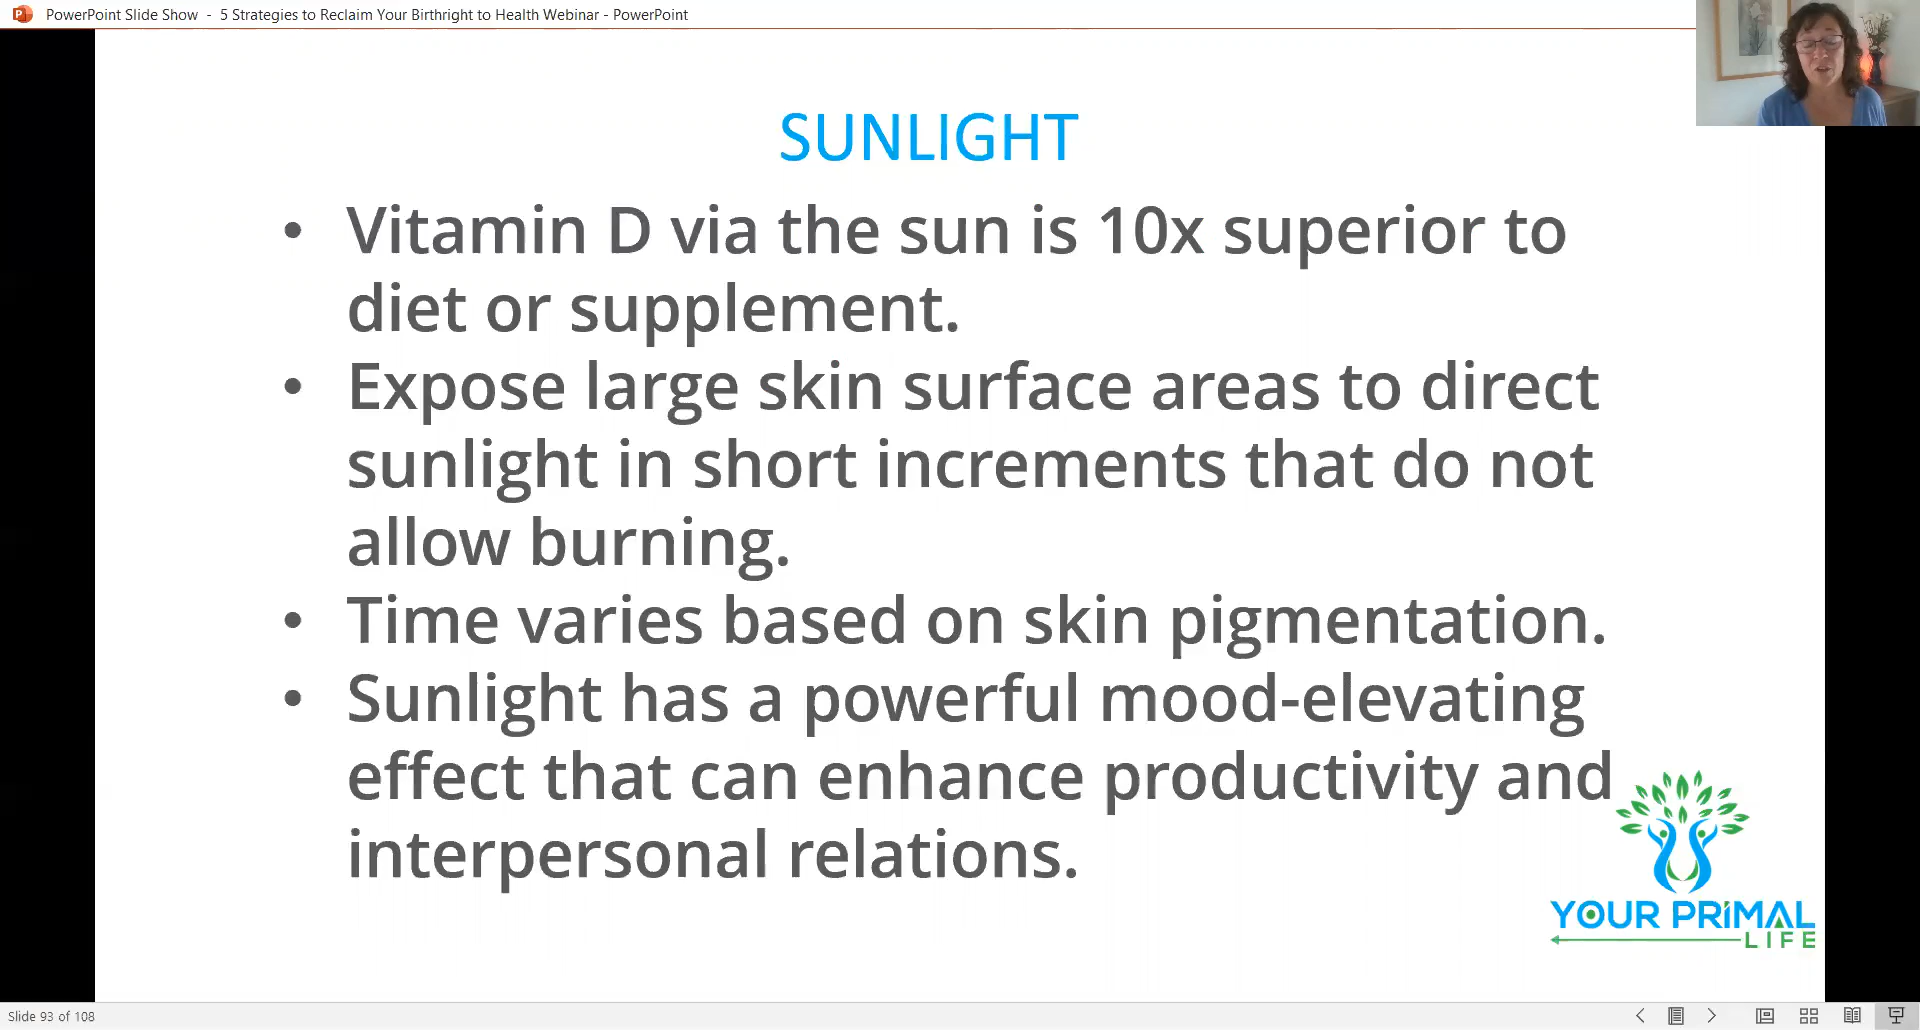 PowerPoint Slide Show - 5 Strategies to Reclaim Your Birthright to Health Webinar - PowerPoint
SUNLIGHT
• Vitamin D via the sun is 10x superior to
diet or supplement.
• Expose large skin surface areas to direct
sunlight in short increments that do not
allow burning.
• Time varies based on skin pigmentation.
• Sunlight has a powerful mood-elevating
effect that can enhance productivity and
interpersonal relations.
YOUR PRiMAL
LIFE
Slide 93 of 108